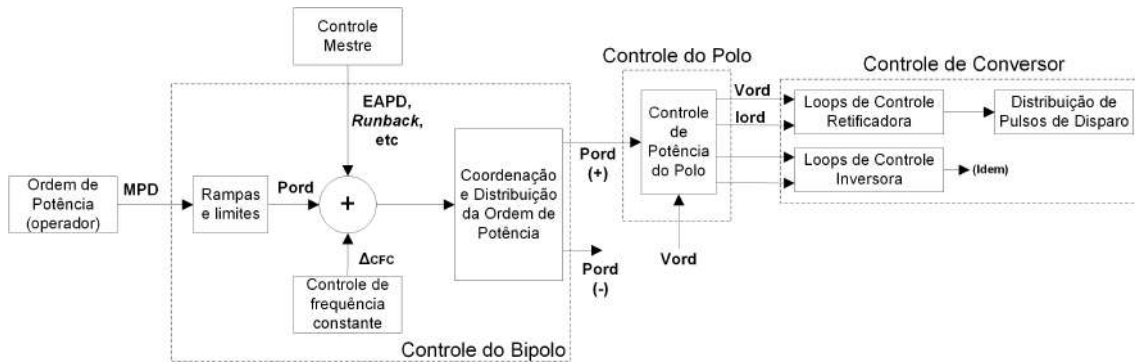 Controle
Mestre
Controle do Polo
Controle de Conversor
EAPD,
Runback,
etc
Vord
Iord
Controle
de
Potência
do Polo
Loops de Controle
Retificadora
Distribuição de
Pulsos de Disparo
Ordem de
Potência
(operador)
MPD
Rampas
e limites
Pord
+
Coordenação
e Distribuição
da Ordem de
Potência
Pord
(+)
Loops de Controle
Inversora
(Idem)
ΔCFC
Controle de
frequência
constante
Pord
(-)
Vord
Controle do Bipolo